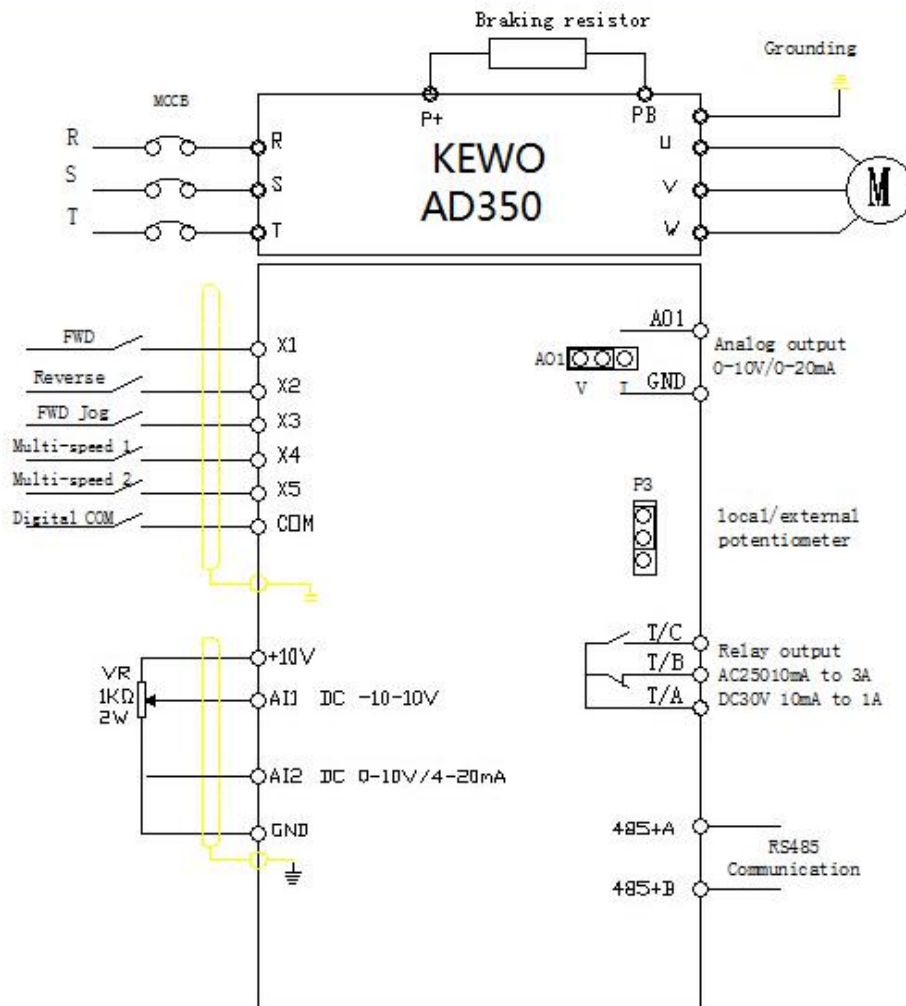 Braking resistor
Grounding
MCCB
P+
PB
R
R
U
KEWO
AD350
S
S
V
M
T
T
W
FWD
X1
AO1
Analog output
0-10V/0-20mA
AO1
V
I
GND
Reverse
X2
FWD Jog
X3
Multi-speed 1
X4
Multi-speed 2
X5
Digital COM
COM
P3
local/external
potentiometer
+10V
VR
1KΩ
2W
AI1 DC -10-10V
AI2 DC 0-10V/4-20mA
GND
T/C
T/B
T/A
Relay output
AC25010mA to 3A
DC30V 10mA to 1A
485+A
485+B
RS485
Communication